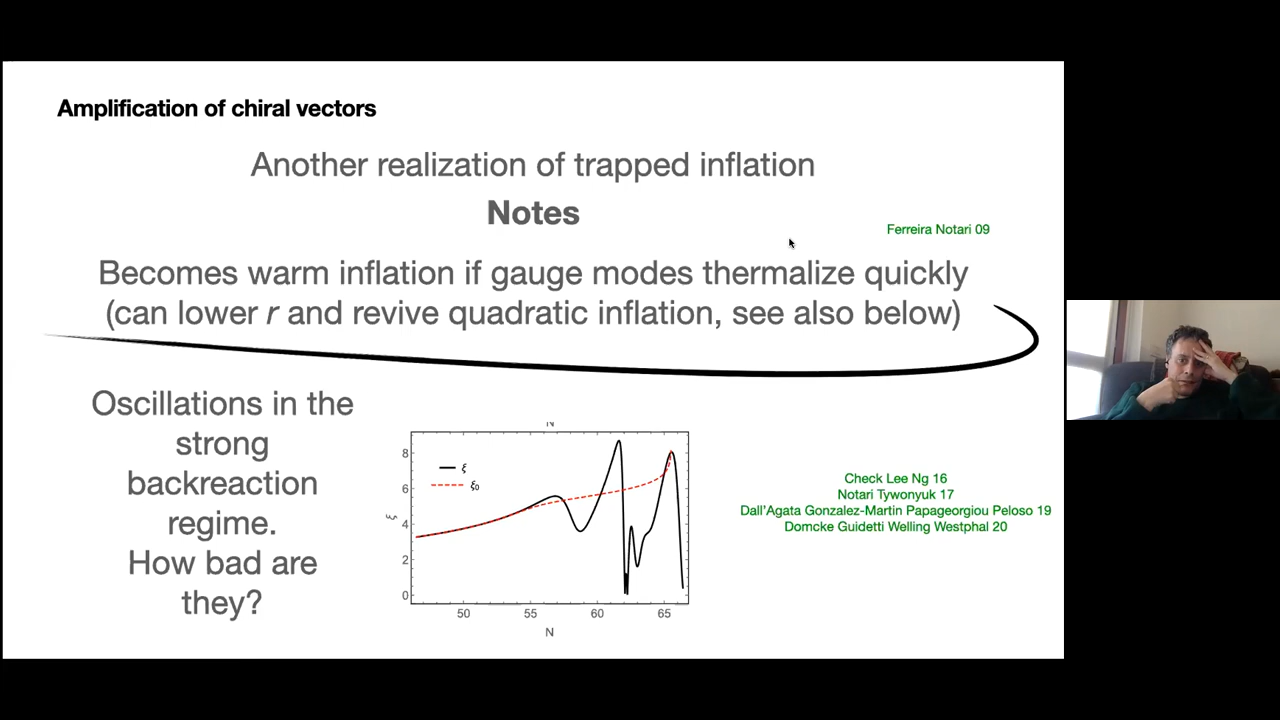 Amplification of chiral vectors
Another realization of trapped inflation
Notes
Ferreira Notari 09
Becomes warm inflation if gauge modes thermalize quickly
(can lower r and revive quadratic inflation, see also below)
Oscillations in the
strong
backreaction
regime.
How bad are
they?
N
ξ
ξ0
ξ
8
6
4
2
0
50 55 60 65
N
Check Lee Ng 16
Notari Tywonyuk 17
Dall'Agata Gonzalez-Martin Papageorgiou Peloso 19
Domcke Guidetti Welling Westphal 20